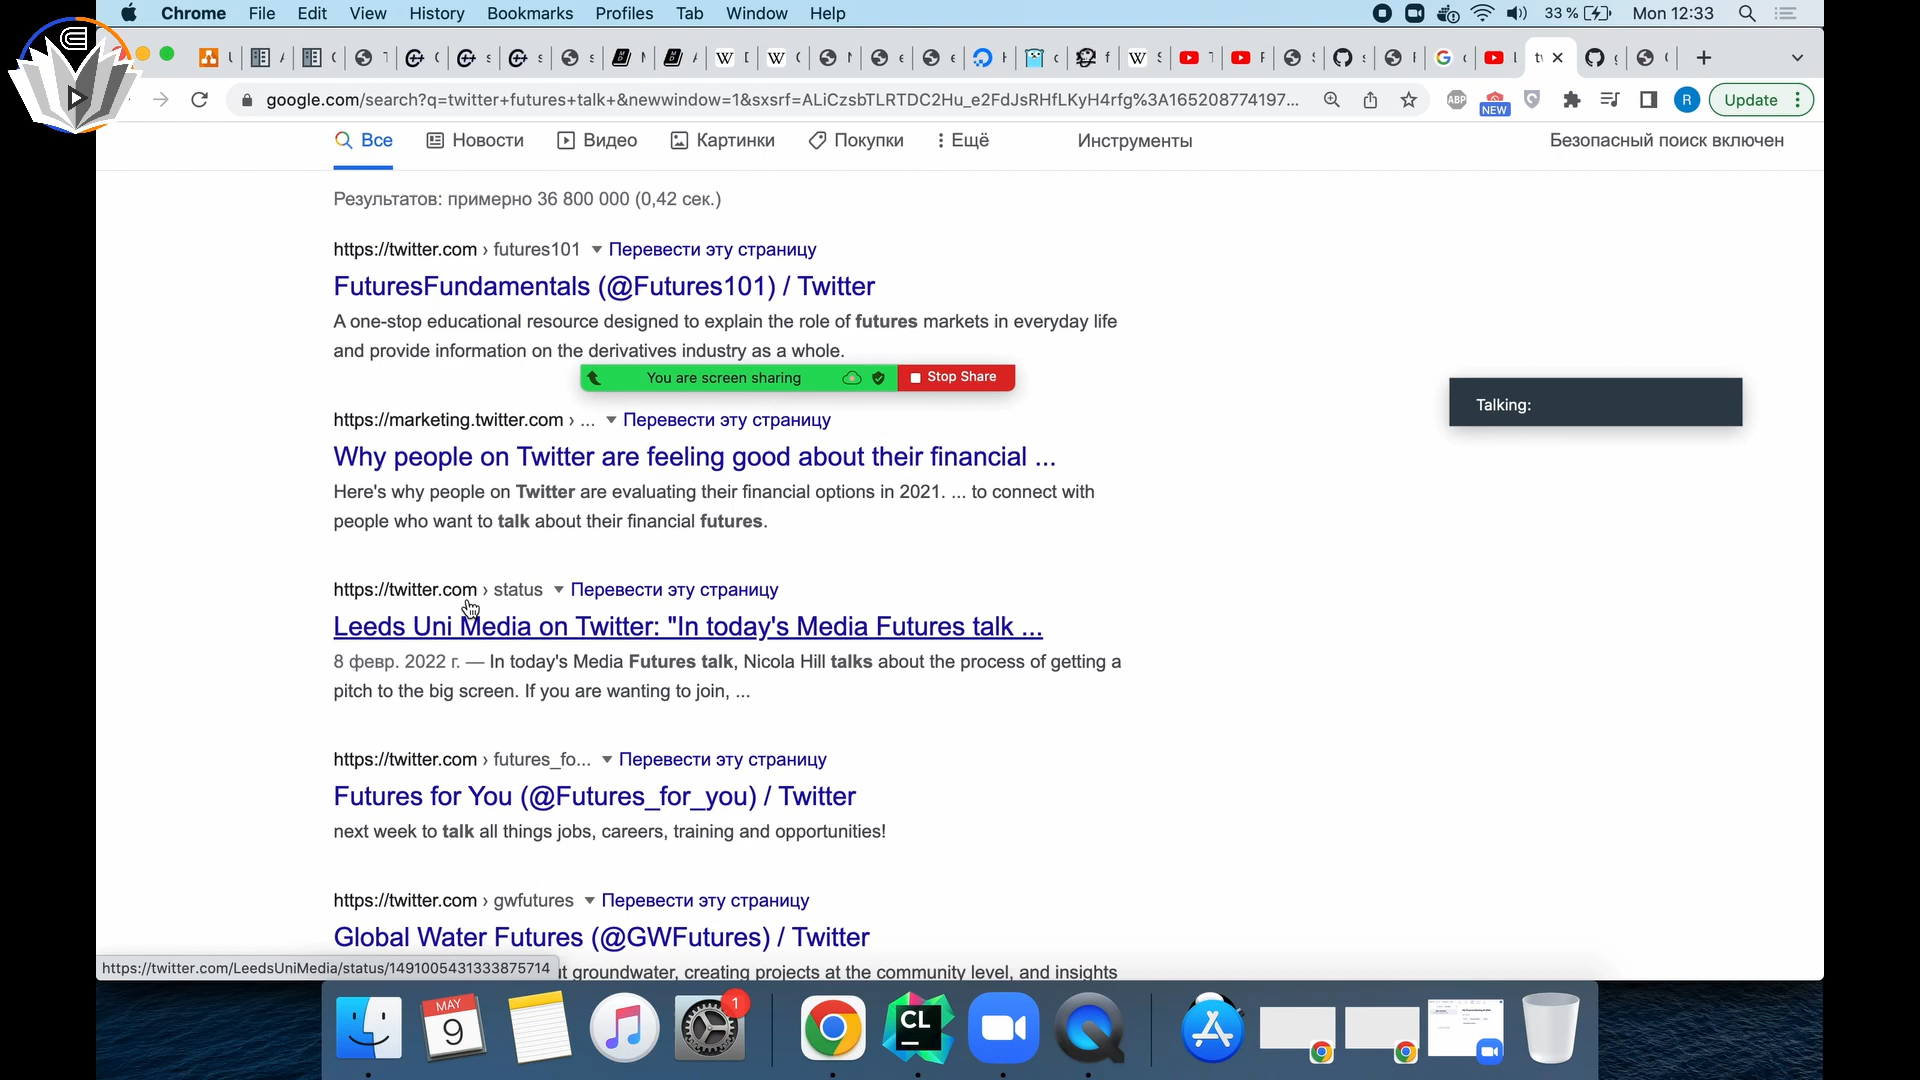 Chrome File Edit View History Bookmarks Profiles Tab Window Help
33 % Mon 12:33
google.com/search?q=twitter+futures+talk+&newwindow=1&sxsrf=ALiCzsbTLRTDC2Hu_e2FdJsRHfLKyH4rfg%3A165208774197...
ABP NEW R Update
Все Новости Видео Картинки Покупки Ещё Инструменты Безопасный поиск включен
Результатов: примерно 36 800 000 (0,42 сек.)
https://twitter.com › futures101 Перевести эту страницу
FuturesFundamentals (@Futures101) / Twitter
A one-stop educational resource designed to explain the role of futures markets in everyday life
and provide information on the derivatives industry as a whole.
You are screen sharing Stop Share
Talking:
https://marketing.twitter.com › ... Перевести эту страницу
Why people on Twitter are feeling good about their financial ...
Here's why people on Twitter are evaluating their financial options in 2021. ... to connect with
people who want to talk about their financial futures.
https://twitter.com › status Перевести эту страницу
Leeds Uni Media on Twitter: "In today's Media Futures talk ...
8 февр. 2022 г. — In today's Media Futures talk, Nicola Hill talks about the process of getting a
pitch to the big screen. If you are wanting to join, ...
https://twitter.com › futures_fo... Перевести эту страницу
Futures for You (@Futures_for_you) / Twitter
next week to talk all things jobs, careers, training and opportunities!
https://twitter.com › gwfutures Перевести эту страницу
Global Water Futures (@GWFutures) / Twitter
https://twitter.com/LeedsUniMedia/status/1491005431333875714
groundwater, creating projects at the community level, and insights
MAY
9
1
CL